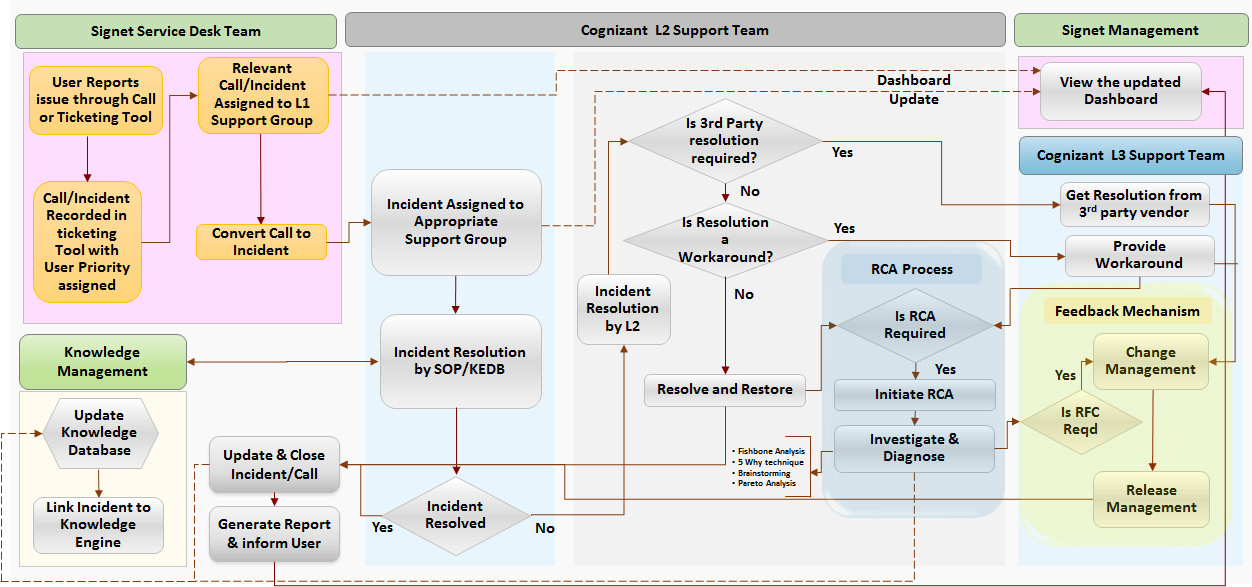 Signet Service Desk Team
Cognizant L2 Support Team
Signet Management
User Reports
issue through Call
or Ticketing Tool
Relevant
Call/Incident
Assigned to L1
Support Group
Call/Incident
Recorded in
ticketing
Tool with
User Priority
assigned
Convert Call to
Incident
Incident Assigned to
Appropriate
Support Group
Incident Resolution
by SOP/KEDB
Incident
Resolved
Yes
No
Knowledge
Management
Update
Knowledge
Database
Link Incident to
Knowledge
Engine
Update & Close
Incident/Call
Generate Report
& inform User
Incident
Resolution
by L2
Is 3rd Party
resolution
required?
Yes
No
Is Resolution
a
Workaround?
Yes
No
Resolve and Restore
Dashboard
Update
View the updated
Dashboard
Cognizant L3 Support Team
Get Resolution from
3rd party vendor
Provide
Workaround
RCA Process
Is RCA
Required
Yes
Initiate RCA
Investigate &
Diagnose
• Fishbone Analysis
• 5 Why technique
• Brainstorming
• Pareto Analysis
Feedback Mechanism
Change
Management
Yes
Is RFC
Reqd
Release
Management